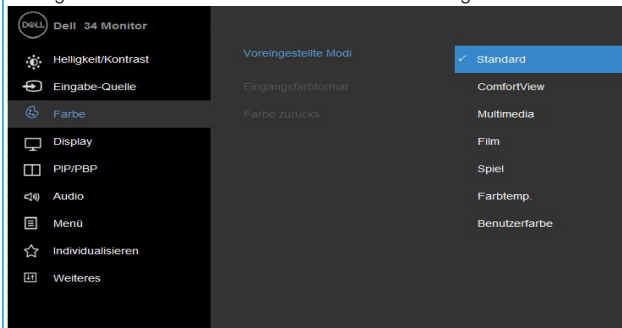 DELL Dell 34 Monitor
Helligkeit/Kontrast
Eingabe-Quelle
Farbe
Display
PIP/PBP
Audio
Menü
Individualisieren
Weiteres
Voreingestellte Modi
Eingangsfarbformat
Farbe zurücks.
Standard
ComfortView
Multimedia
Film
Spiel
Farbtemp.
Benutzerfarbe